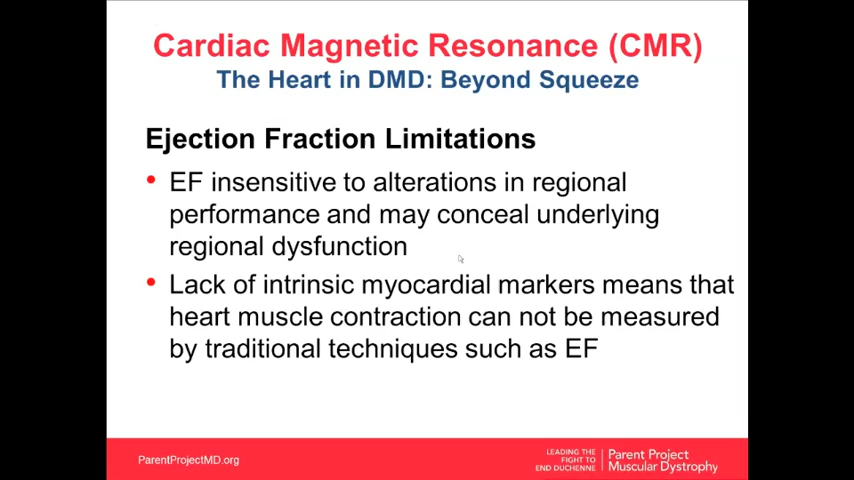 Cardiac Magnetic Resonance (CMR)
The Heart in DMD: Beyond Squeeze
Ejection Fraction Limitations
• EF insensitive to alterations in regional
performance and may conceal underlying
regional dysfunction
• Lack of intrinsic myocardial markers means that
heart muscle contraction can not be measured
by traditional techniques such as EF
ParentProjectMD.org
LEADING THE
FIGHT TO
END DUCHENNE
Parent Project
Muscular Dystrophy